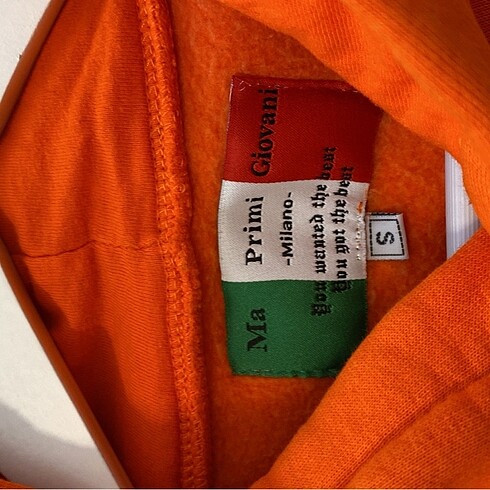 Ma Primi Giovani
-Milano-
You wanted the best
You got the best
S